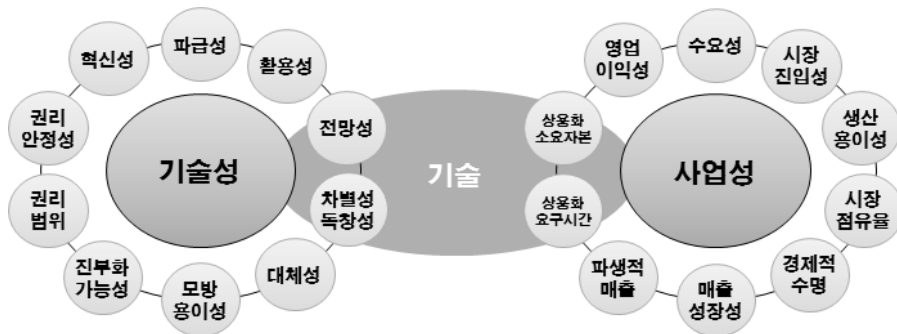 파급성
혁신성
활용성
권리
안정성
전망성
기술성
권리
범위
차별성
독창성
진부화
가능성
모방
용이성
대체성
기술
수요성
영업
이익성
시장
진입성
상용화
소요자본
생산
용이성
사업성
상용화
요구시간
시장
점유율
파생적
매출
매출
성장성
경제적
수명